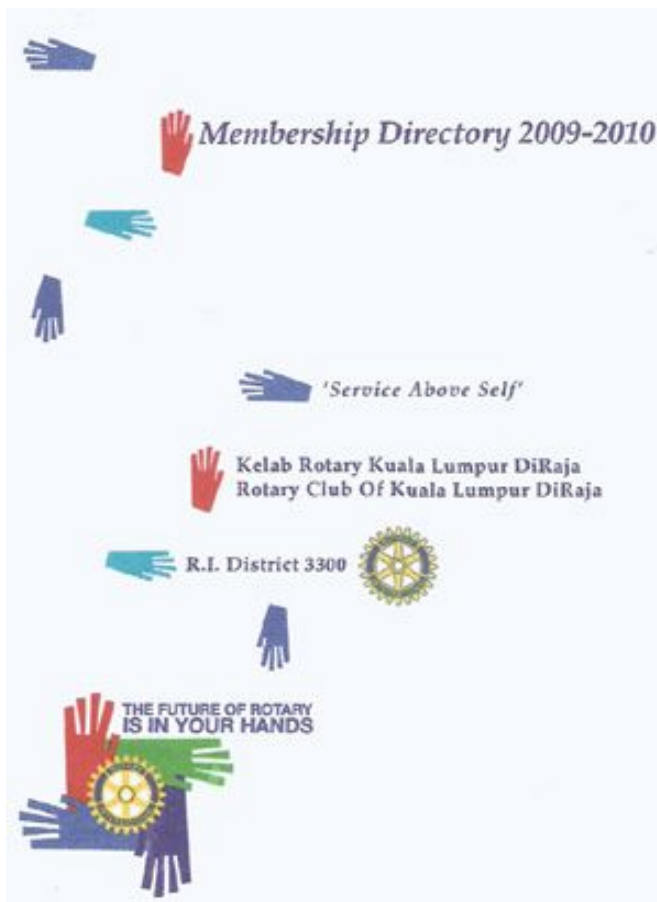 Membership Directory 2009-2010
'Service Above Self'
Kelab Rotary Kuala Lumpur DiRaja
Rotary Club Of Kuala Lumpur DiRaja
R.I. District 3300
THE FUTURE OF ROTARY
IS IN YOUR HANDS